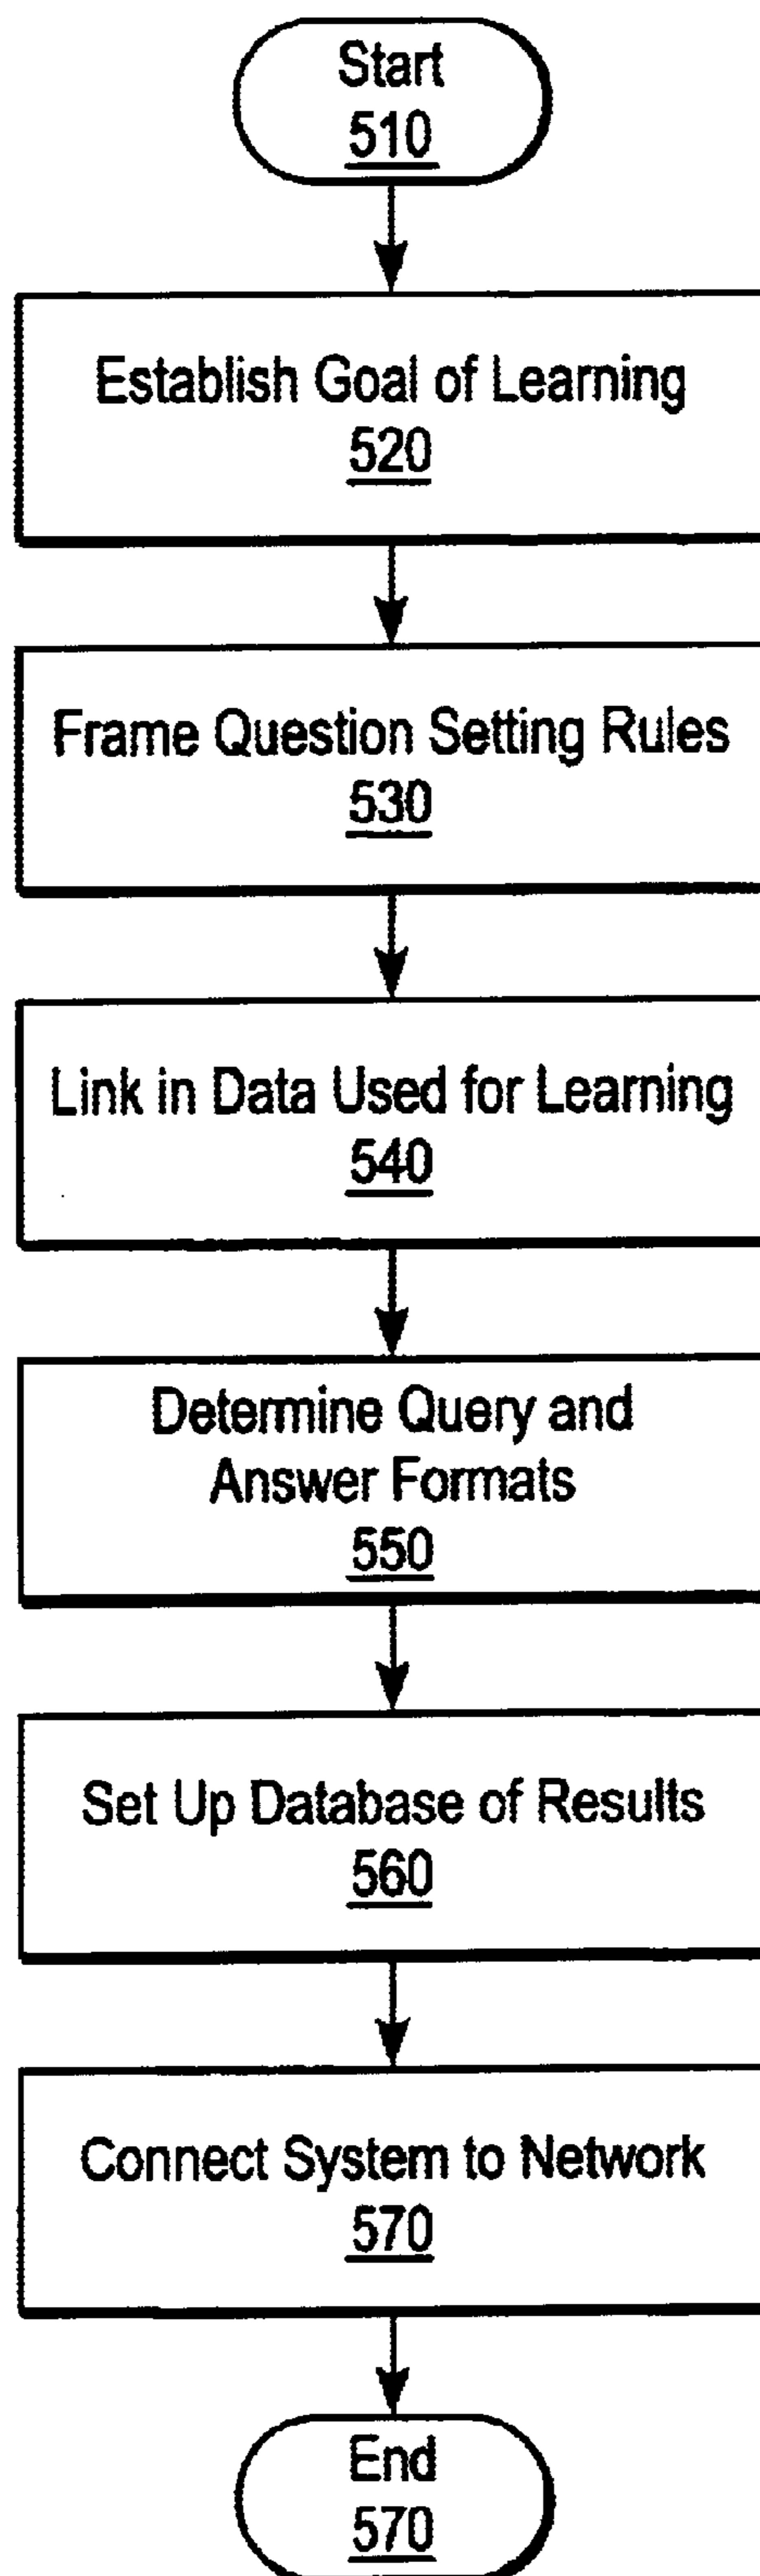 Start
510
Establish Goal of Learning
520
Frame Question Setting Rules
530
Link in Data Used for Learning
540
Determine Query and
Answer Formats
550
Set Up Database of Results
560
Connect System to Network
570
End
570